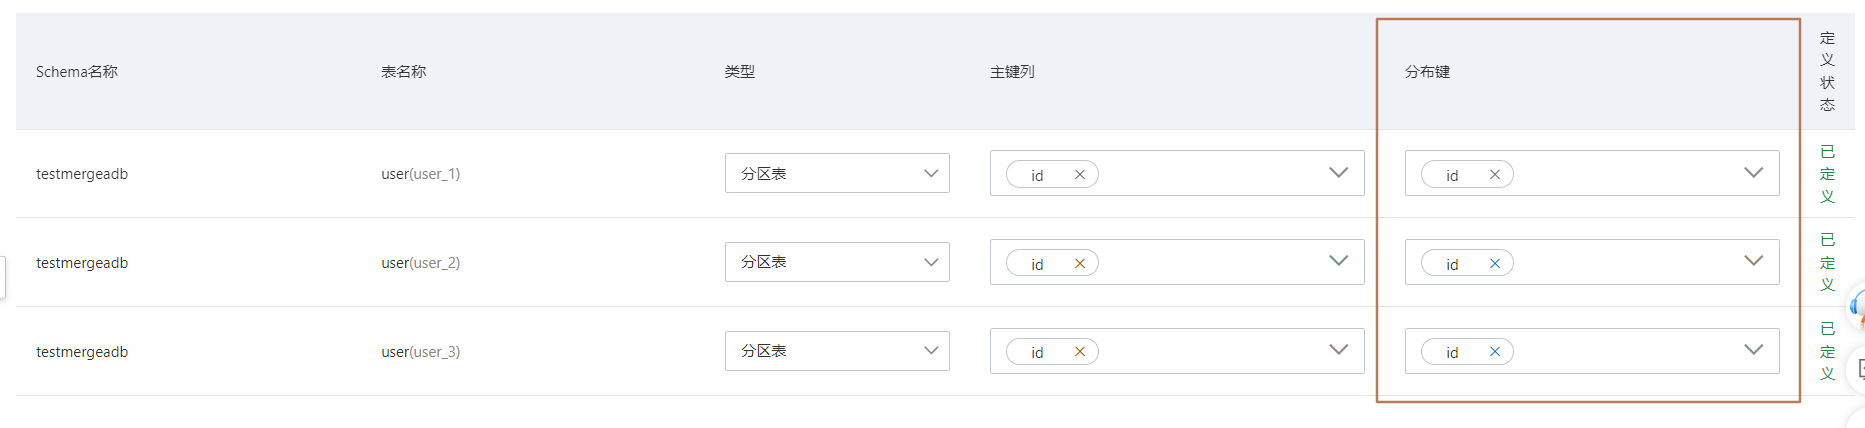 Schema名称 表名称 类型 主键列 分布键 定义状态
testmergeadb user(user_1) 分区表 id × id × 已定义
testmergeadb user(user_2) 分区表 id × id × 已定义
testmergeadb user(user_3) 分区表 id × id × 已定义